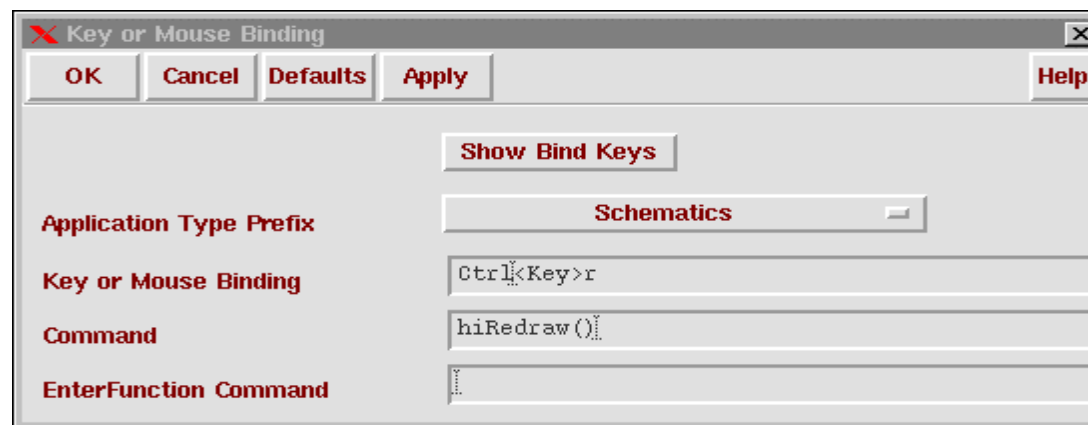 Key or Mouse Binding
OK Cancel Defaults Apply Help
Show Bind Keys
Application Type Prefix Schematics
Key or Mouse Binding Ctrl<Key>r
Command hiRedraw()
EnterFunction Command